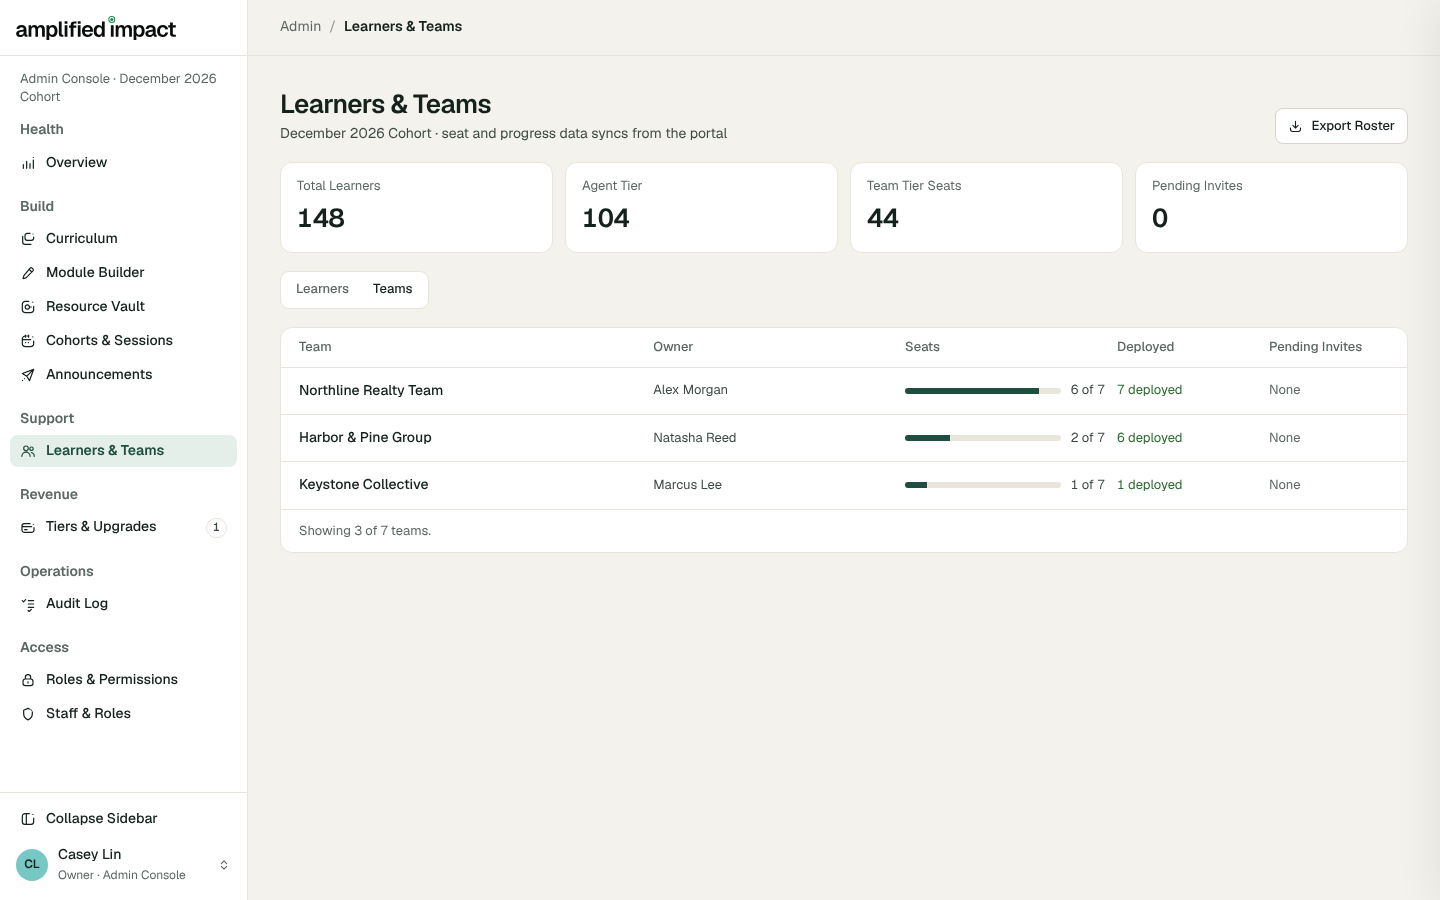 amplified impact
Admin / Learners & Teams
Admin Console · December 2026
Cohort
Health
Overview
Build
Curriculum
Module Builder
Resource Vault
Cohorts & Sessions
Announcements
Support
Learners & Teams
Revenue
Tiers & Upgrades 1
Operations
Audit Log
Access
Roles & Permissions
Staff & Roles
Collapse Sidebar
CL
Casey Lin
Owner · Admin Console
Learners & Teams
December 2026 Cohort · seat and progress data syncs from the portal
Export Roster
Total Learners
148
Agent Tier
104
Team Tier Seats
44
Pending Invites
0
Learners Teams
Team Owner Seats Deployed Pending Invites
Northline Realty Team Alex Morgan 6 of 7 7 deployed None
Harbor & Pine Group Natasha Reed 2 of 7 6 deployed None
Keystone Collective Marcus Lee 1 of 7 1 deployed None
Showing 3 of 7 teams.